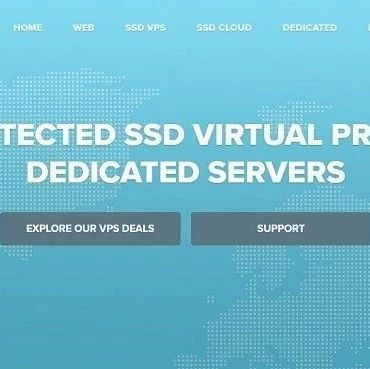 HOME WEB SSD VPS SSD CLOUD DEDICATED
TECTED SSD VIRTUAL PR
DEDICATED SERVERS
EXPLORE OUR VPS DEALS SUPPORT